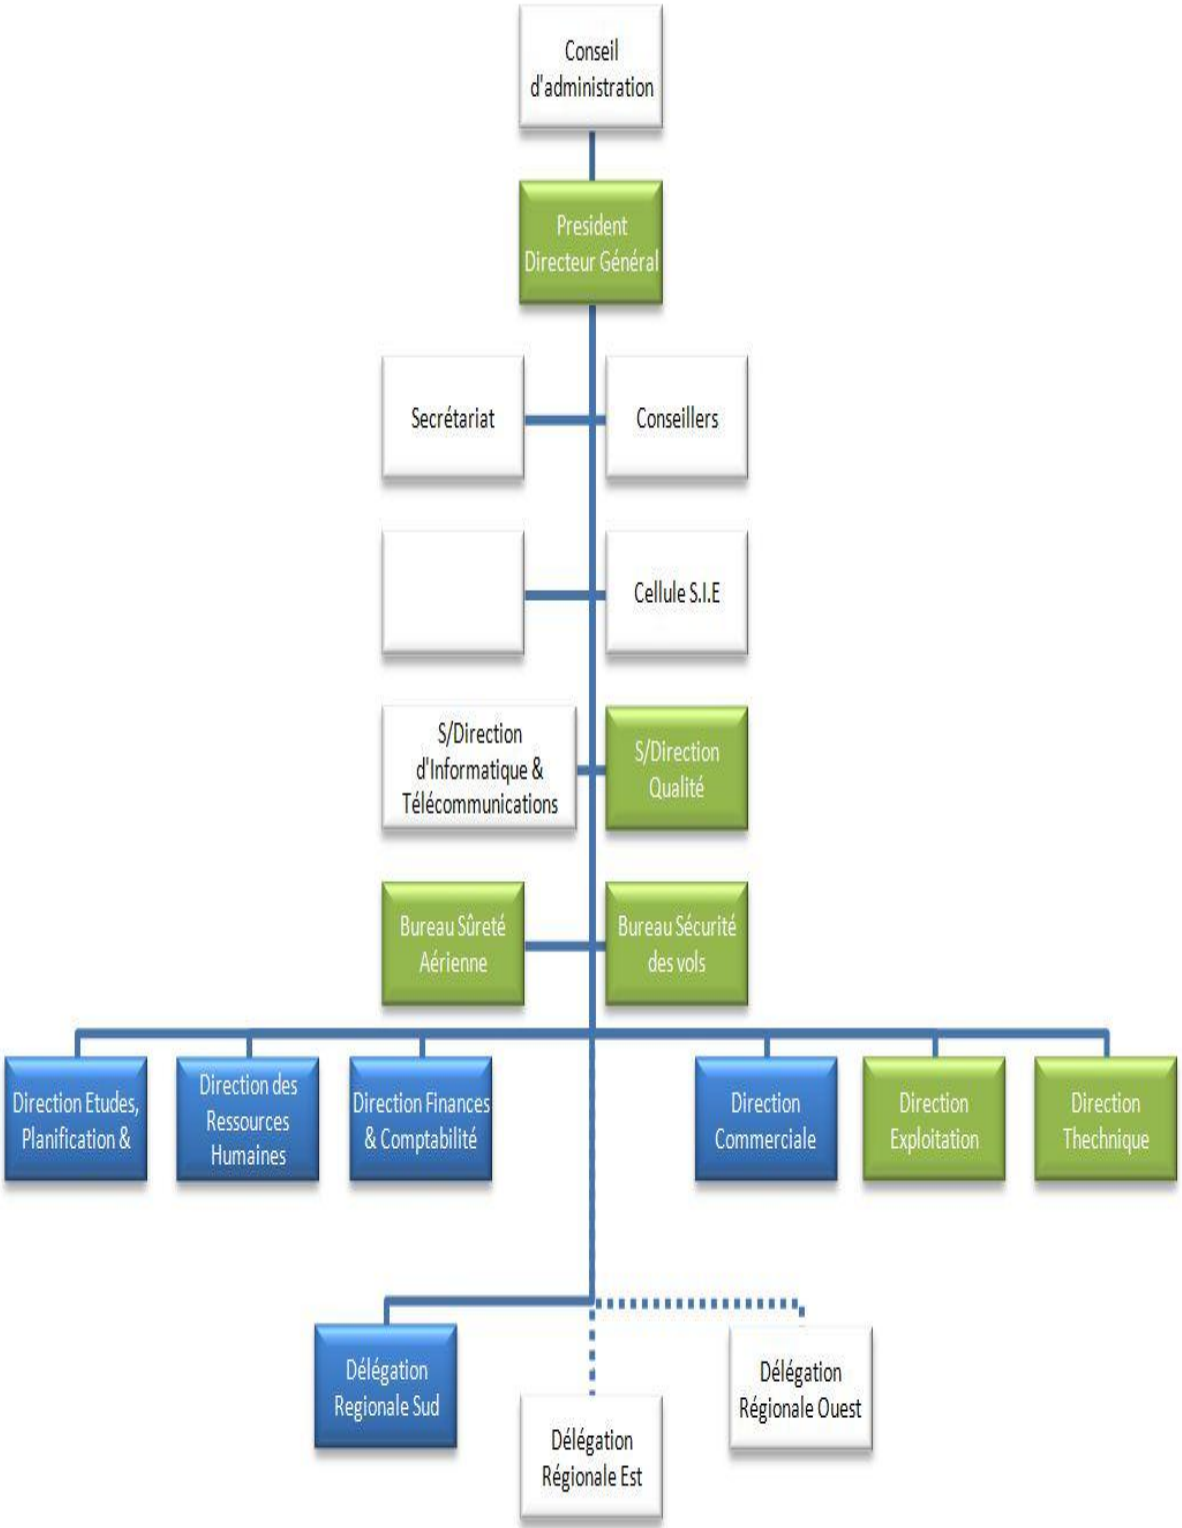 Conseil
d'administration
President
Directeur Général
Secrétariat
Conseillers
Cellule S.I.E
S/Direction
d'Informatique &
Télécommunications
S/Direction
Qualité
Bureau Sûreté
Aérienne
Bureau Sécurité
des vols
Direction Etudes,
Planification &
Direction des
Ressources
Humaines
Direction Finances
& Comptabilité
Direction
Commerciale
Direction
Exploitation
Direction
Thechnique
Délégation
Regionale Sud
Délégation
Régionale Est
Délégation
Régionale Ouest